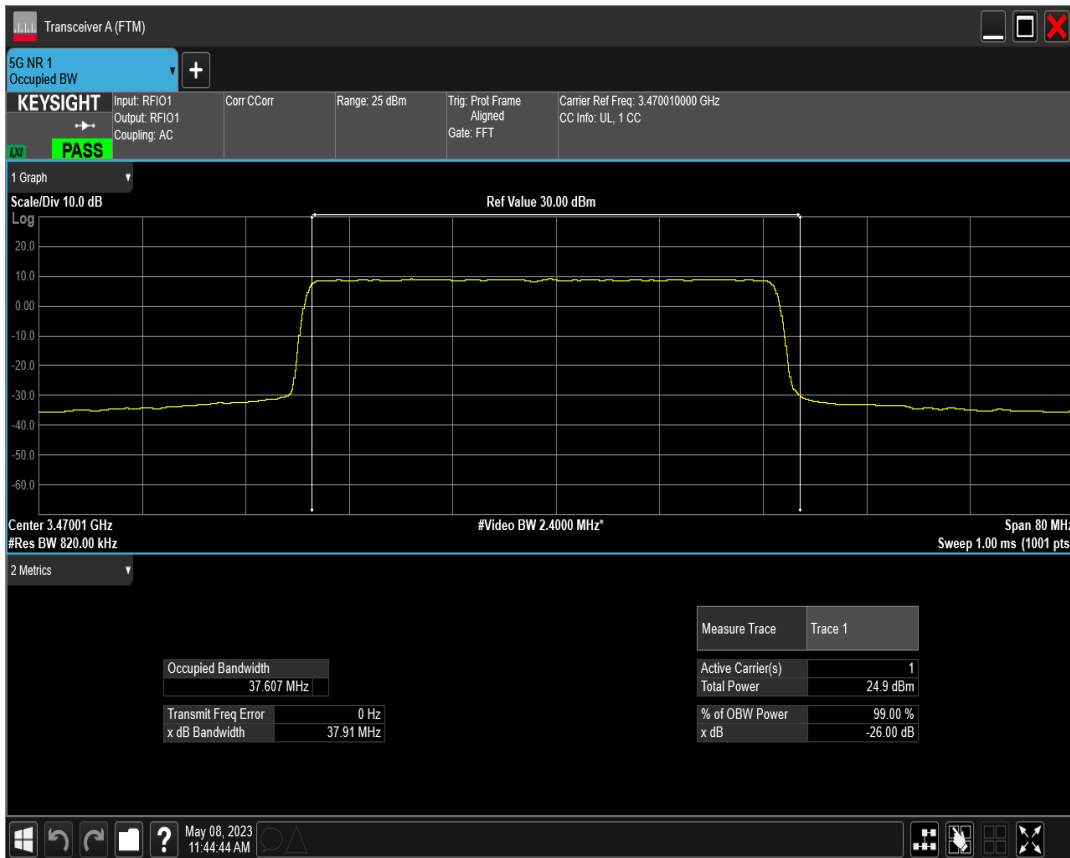 Transceiver A (FTM)
5G NR 1
Occupied BW
+
KEYSIGHT
LXI
PASS
Input: RFIO1
Output: RFIO1
Coupling: AC
Corr CCorr
Range: 25 dBm
Trig: Prot Frame
Aligned
Gate: FFT
Carrier Ref Freq: 3.470010000 GHz
CC Info: UL, 1 CC
1 Graph
Scale/Div 10.0 dB
Ref Value 30.00 dBm
Log
20.0
10.0
0.00
-10.0
-20.0
-30.0
-40.0
-50.0
-60.0
Center 3.47001 GHz
#Video BW 2.4000 MHz*
Span 80 MHz
#Res BW 820.00 kHz
Sweep 1.00 ms (1001 pts
2 Metrics
Measure Trace
Trace 1
Occupied Bandwidth
37.607 MHz
Active Carrier(s)
1
Total Power
24.9 dBm
Transmit Freq Error
0 Hz
x dB Bandwidth
37.91 MHz
% of OBW Power
99.00 %
x dB
-26.00 dB
?
May 08, 2023
11:44:44 AM